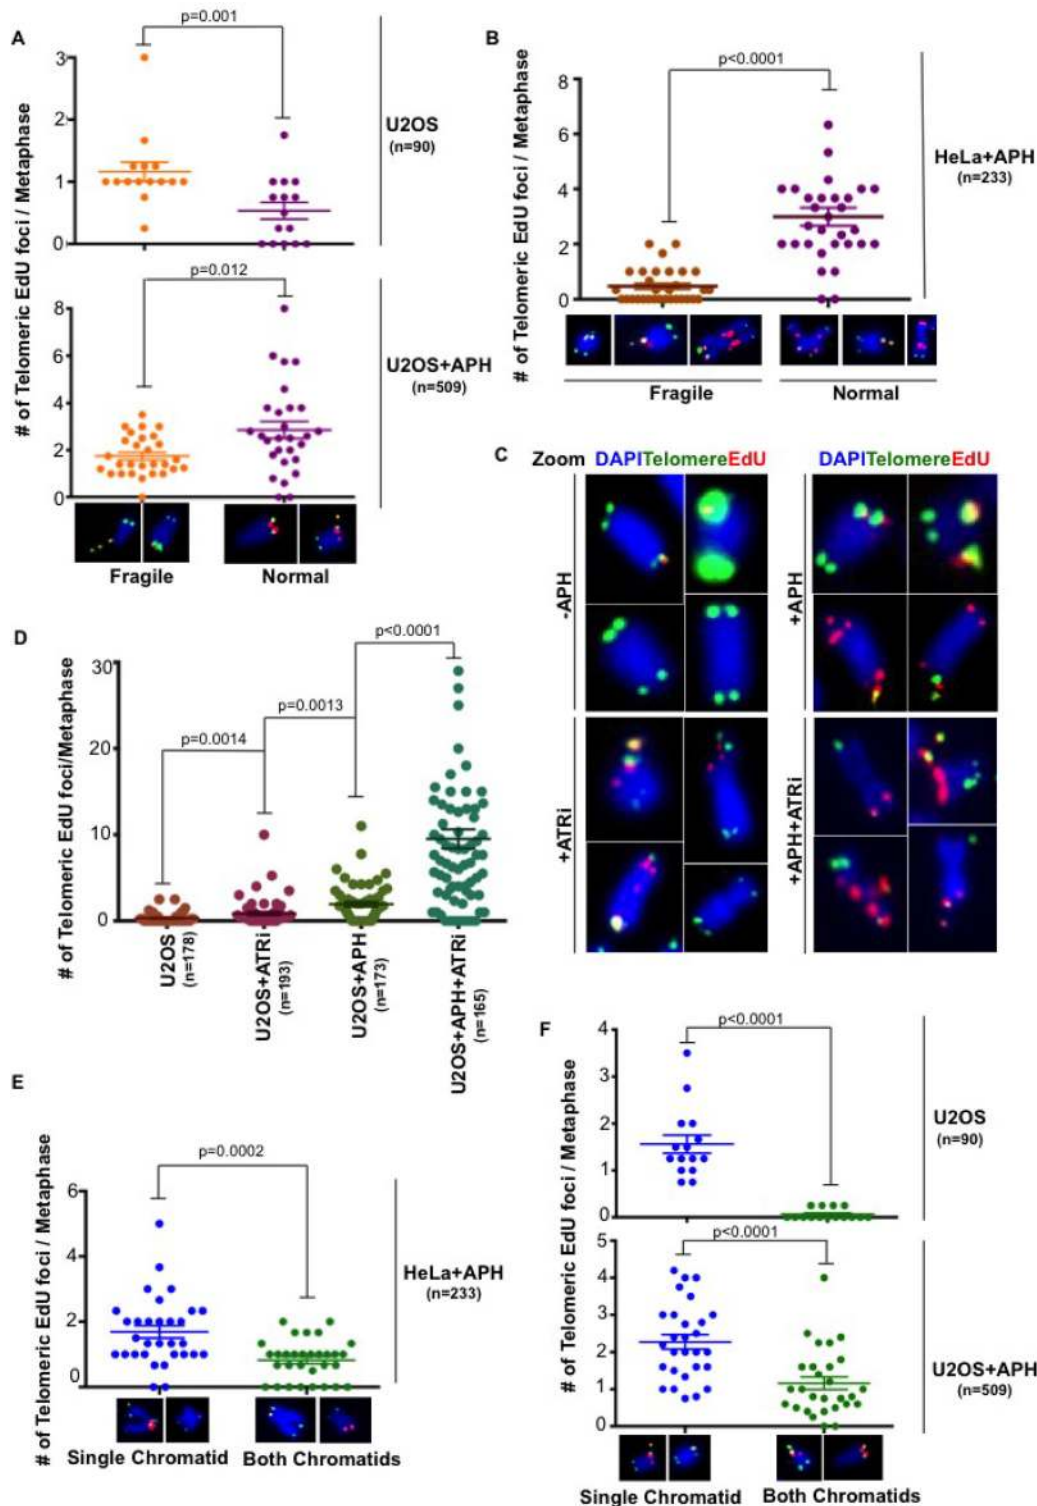 A
p=0.001
# of Telomeric EdU foci / Metaphase
3
2
1
0
U2OS
(n=90)
p=0.012
8
6
4
2
0
U2OS+APH
(n=509)
Fragile Normal
B
p<0.0001
# of Telomeric EdU foci / Metaphase
8
6
4
2
0
HeLa+APH
(n=233)
Fragile Normal
C
Zoom DAPITelomereEdU DAPITelomereEdU
-APH
+APH
+ATRi
+APH+ATRi
D
p<0.0001
p=0.0013
p=0.0014
# of Telomeric EdU foci/Metaphase
30
20
10
0
U2OS
(n=178)
U2OS+ATRi
(n=193)
U2OS+APH
(n=173)
U2OS+APH+ATRi
(n=165)
E
p=0.0002
# of Telomeric EdU foci / Metaphase
6
4
2
0
HeLa+APH
(n=233)
Single Chromatid Both Chromatids
F
p<0.0001
# of Telomeric EdU foci / Metaphase
4
3
2
1
0
U2OS
(n=90)
p<0.0001
5
4
3
2
1
0
U2OS+APH
(n=509)
Single Chromatid Both Chromatids